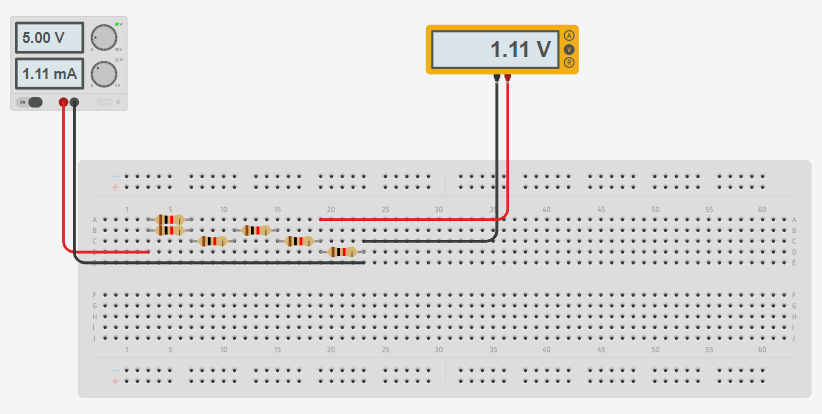 5.00 V
1.11 mA
ON
1.11 V
A
V
R
1 5 10 15 20 25 30 35 40 45 50 55 60
A A
B B
C C
D D
E E
F F
G G
H H
I I
J J
1 5 10 15 20 25 30 35 40 45 50 55 60